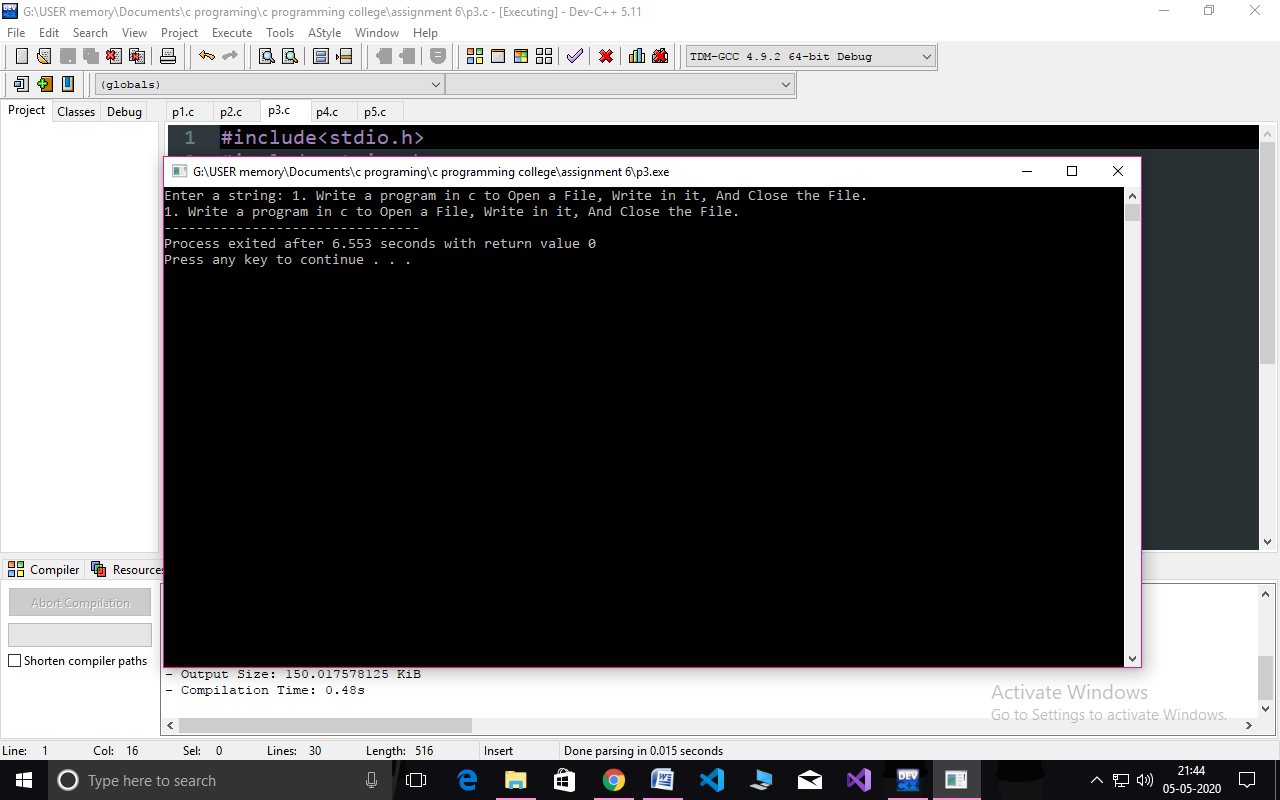 G:\USER memory\Documents\c programing\c programming college\assignment 6\p3.c - [Executing] - Dev-C++ 5.11
File Edit Search View Project Execute Tools AStyle Window Help
TDM-GCC 4.9.2 64-bit Debug
(globals)
Project Classes Debug p1.c p2.c p3.c p4.c p5.c
1 #include<stdio.h>
G:\USER memory\Documents\c programing\c programming college\assignment 6\p3.exe
Enter a string: 1. Write a program in c to Open a File, Write in it, And Close the File.
1. Write a program in c to Open a File, Write in it, And Close the File.
--------------------------------
Process exited after 6.553 seconds with return value 0
Press any key to continue . . .
Compiler Resources
Abort Compilation
Shorten compiler paths
- Output Size: 150.017578125 KiB
- Compilation Time: 0.48s
Activate Windows
Go to Settings to activate Windows.
Line: 1 Col: 16 Sel: 0 Lines: 30 Length: 516 Insert Done parsing in 0.015 seconds
Type here to search
DEV
21:44
05-05-2020